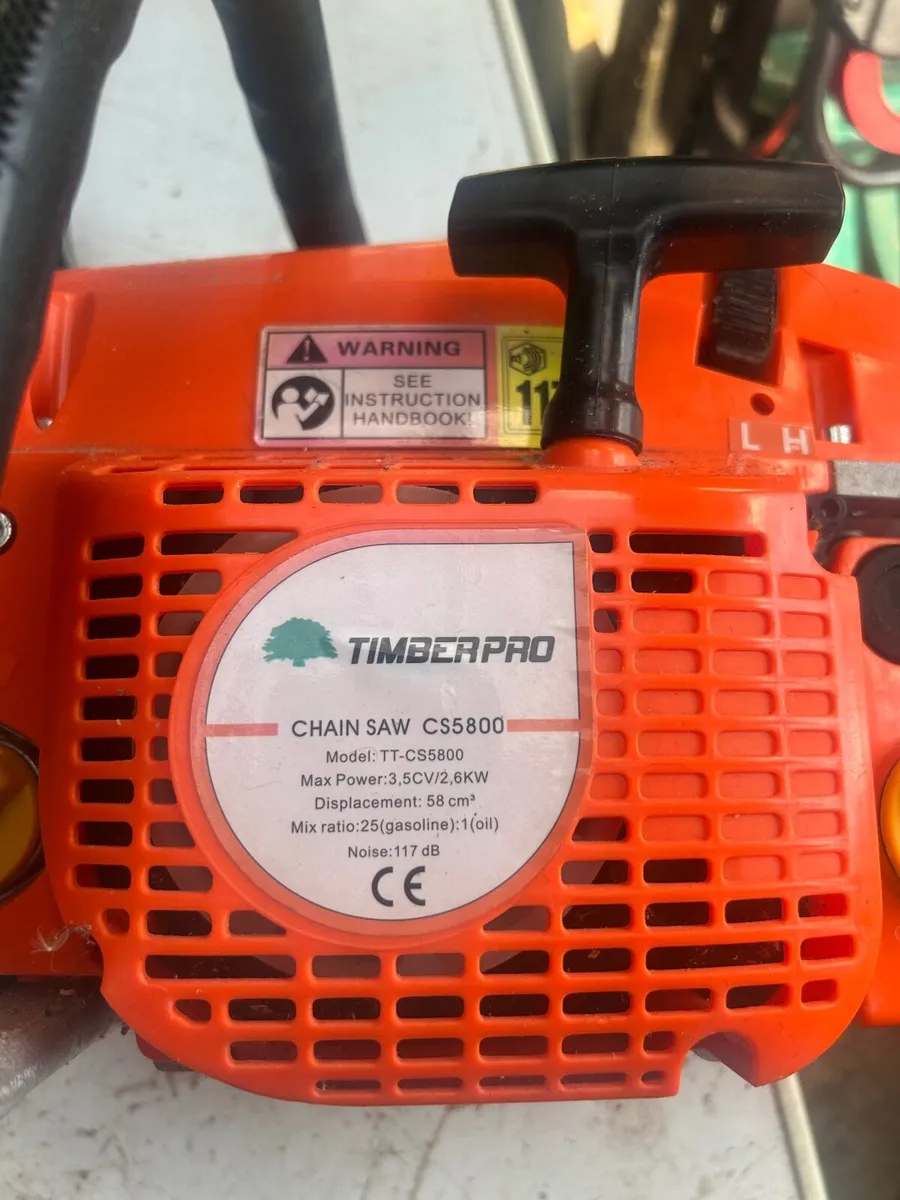 WARNING
SEE
INSTRUCTION
HANDBOOK!
L H
TIMBERPRO
CHAIN SAW CS5800
Model: TT-CS5800
Max Power:3,5CV/2,6KW
Displacement: 58 cm³
Mix ratio:25(gasoline):1(oil)
Noise:117 dB
CE